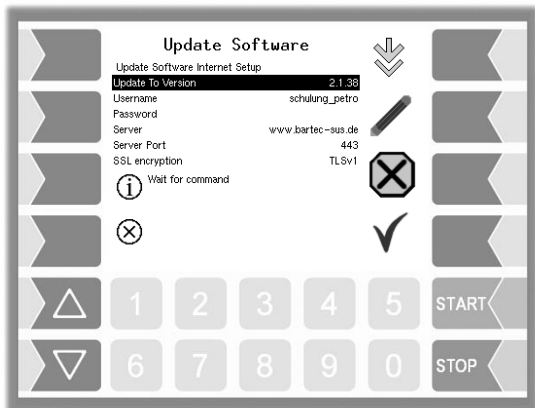 Update Software
Update Software Internet Setup
Update To Version 2.1.38
Username schulung_petro
Password
Server www.bartec-sus.de
Server Port 443
SSL encryption TLSv1
i Wait for command
1 2 3 4 5 START
6 7 8 9 0 STOP